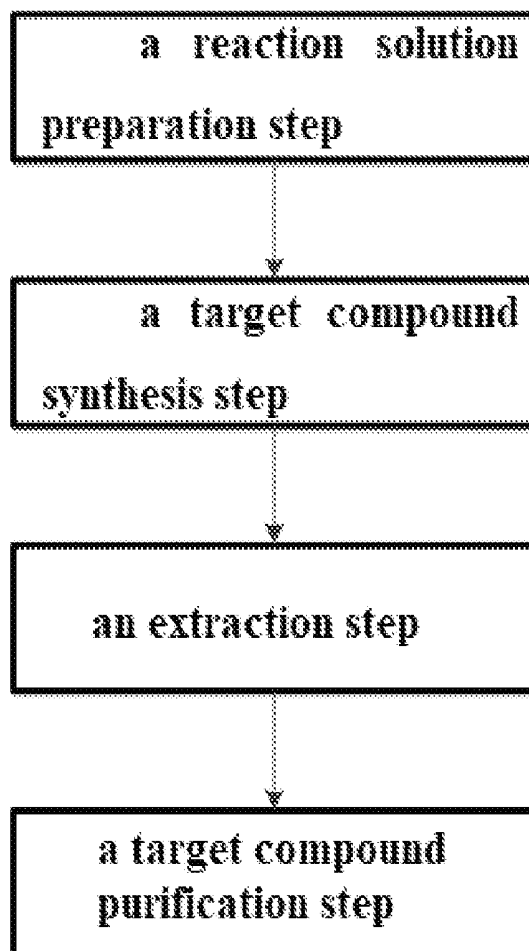 a reaction solution
preparation step
a target compound
synthesis step
an extraction step
a target compound
purification step